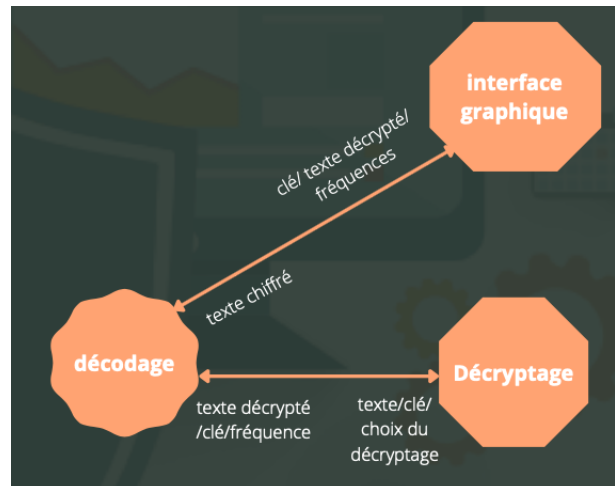 interface
graphique
clé/ texte décrypté/
fréquences
texte chiffré
décodage
Décryptage
texte décrypté
/clé/fréquence
texte/clé/
choix du
décryptage